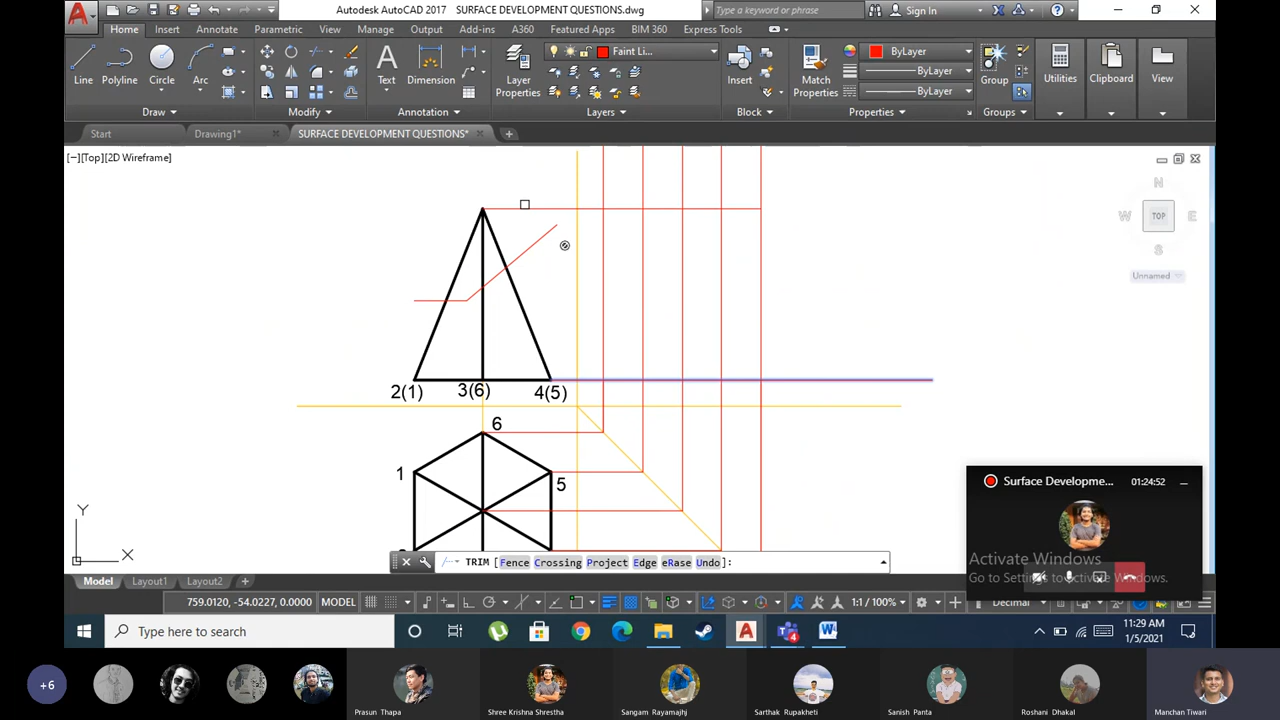 Autodesk AutoCAD 2017 SURFACE DEVELOPMENT QUESTIONS.dwg
Type a keyword or phrase
Sign In
Home Insert Annotate Parametric View Manage Output Add-ins A360 Featured Apps BIM 360 Express Tools
Line Polyline Circle Arc Text Dimension Layer Properties Faint Li... Insert Match Properties ByLayer ByLayer ByLayer Group Utilities Clipboard View
Draw Modify Annotation Layers Block Properties Groups
Start Drawing1* SURFACE DEVELOPMENT QUESTIONS*
[−][Top][2D Wireframe]
N
W TOP E
S
Unnamed
2(1) 3(6) 4(5)
6
1
5
Surface Developme... 01:24:52
Activate Windows
Go to Settings to activate Windows.
Y
X
TRIM [Fence Crossing Project Edge eRase Undo]:
Model Layout1 Layout2 +
759.0120, -54.0227, 0.0000 MODEL 1:1 / 100% Decimal
Type here to search
11:29 AM
1/5/2021
+6
Prasun Thapa Shree Krishna Shrestha Sangam Rayamajhj Sarthak Rupakheti Sanish Panta Roshani Dhakal Manchan Tiwari